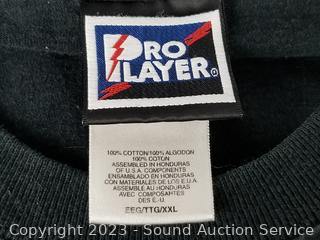 PRO
PLAYER®
100% COTTON/100% ALGODON
100% COTON
ASSEMBLED IN HONDURAS
OF U.S.A. COMPONENTS
ENSAMBLADO EN HONDURAS
CON MATERIALES DE LOS E.U.A.
ASSEMBLE AU HONDURAS
AVEC COMPOSANTS
DES É.-U.
EEG/TTG/XXL
Copyright 2023 - Sound Auction Service